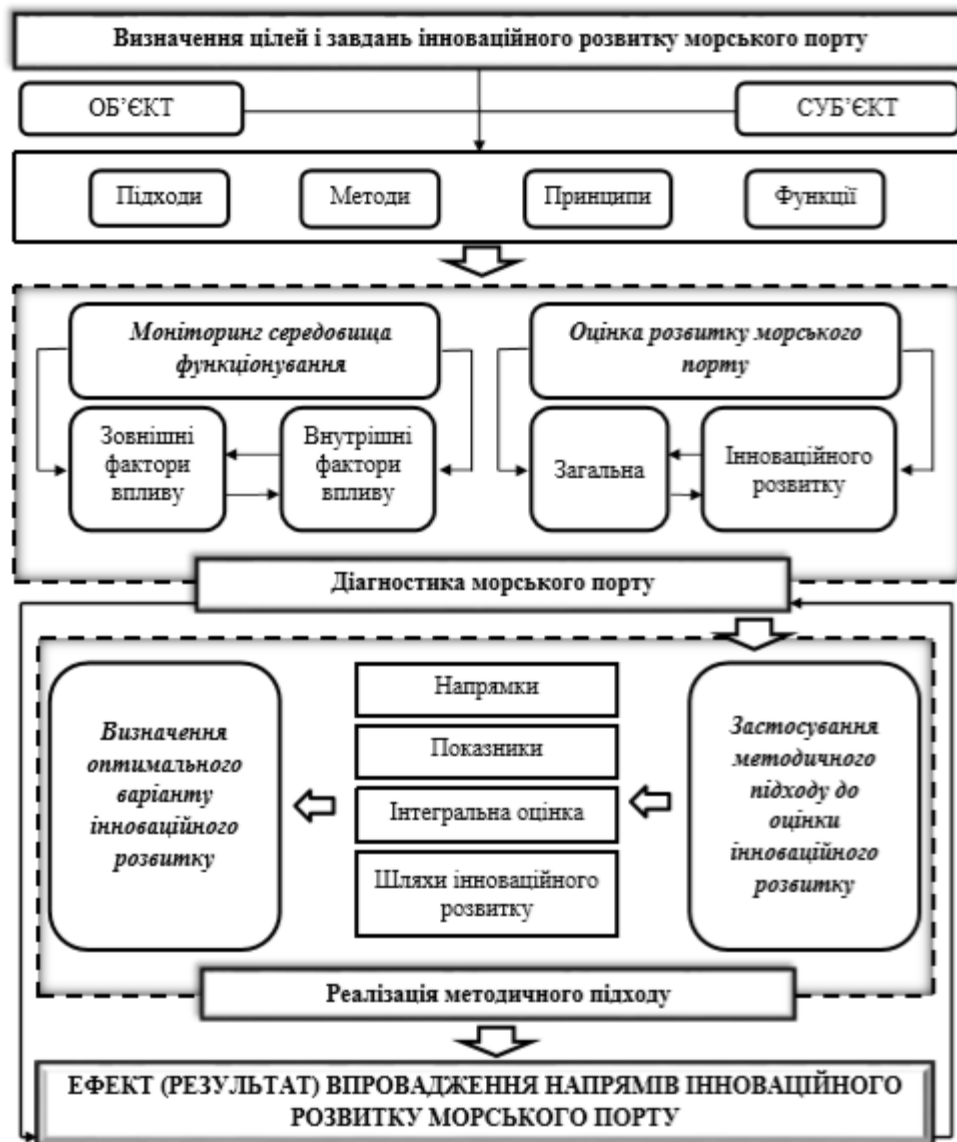 Визначення цілей і завдань інноваційного розвитку морського порту
ОБ’ЄКТ
СУБ’ЄКТ
Підходи
Методи
Принципи
Функції
Моніторинг середовища
функціонування
Оцінка розвитку морського
порту
Зовнішні
фактори
впливу
Внутрішні
фактори
впливу
Загальна
Інноваційного
розвитку
Діагностика морського порту
Визначення
оптимального
варіанту
інноваційного
розвитку
Напрямки
Показники
Інтегральна оцінка
Шляхи інноваційного
розвитку
Застосування
методичного
підходу до
оцінки
інноваційного
розвитку
Реалізація методичного підходу
ЕФЕКТ (РЕЗУЛЬТАТ) ВПРОВАДЖЕННЯ НАПРЯМІВ ІННОВАЦІЙНОГО
РОЗВИТКУ МОРСЬКОГО ПОРТУ